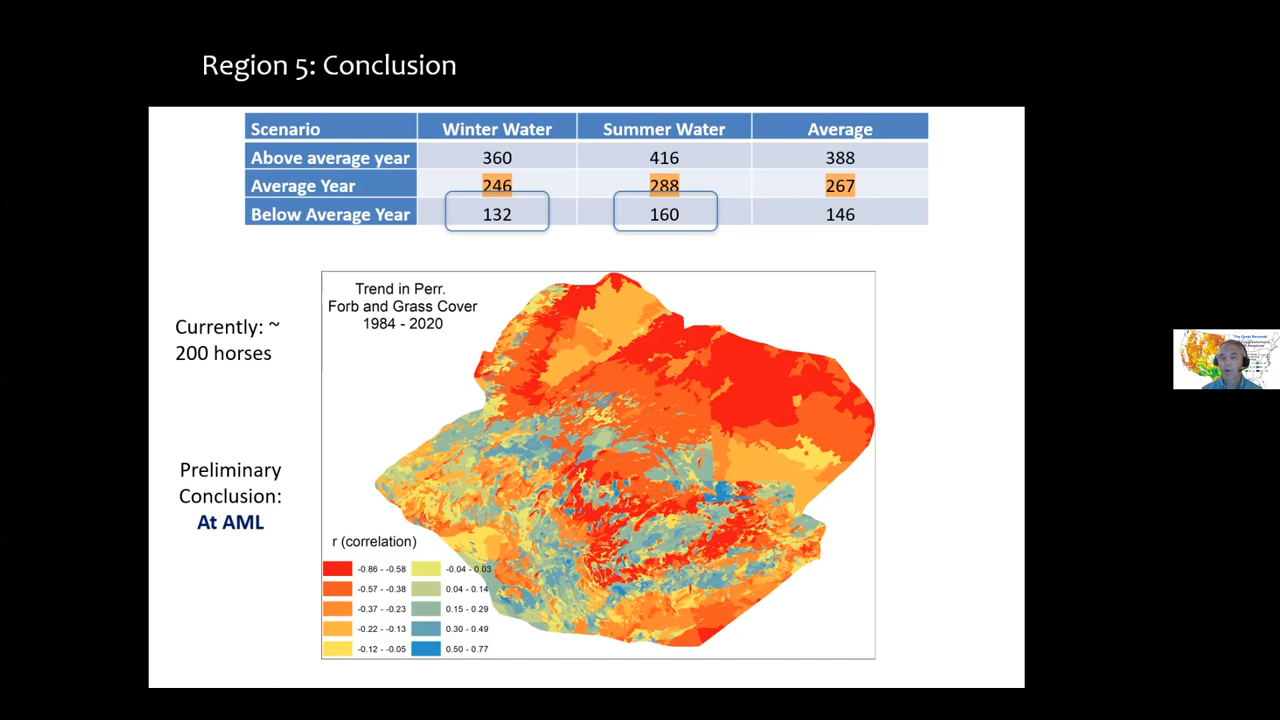 Region 5: Conclusion
Scenario Winter Water Summer Water Average
Above average year 360 416 388
Average Year 246 288 267
Below Average Year 132 160 146
Trend in Perr.
Forb and Grass Cover
1984 - 2020
Currently: ~
200 horses
Preliminary
Conclusion:
At AML
r (correlation)
-0.86 - -0.58
-0.57 - -0.38
-0.37 - -0.23
-0.22 - -0.13
-0.12 - -0.05
-0.04 - 0.03
0.04 - 0.14
0.15 - 0.29
0.30 - 0.49
0.50 - 0.77
The Great Reversal